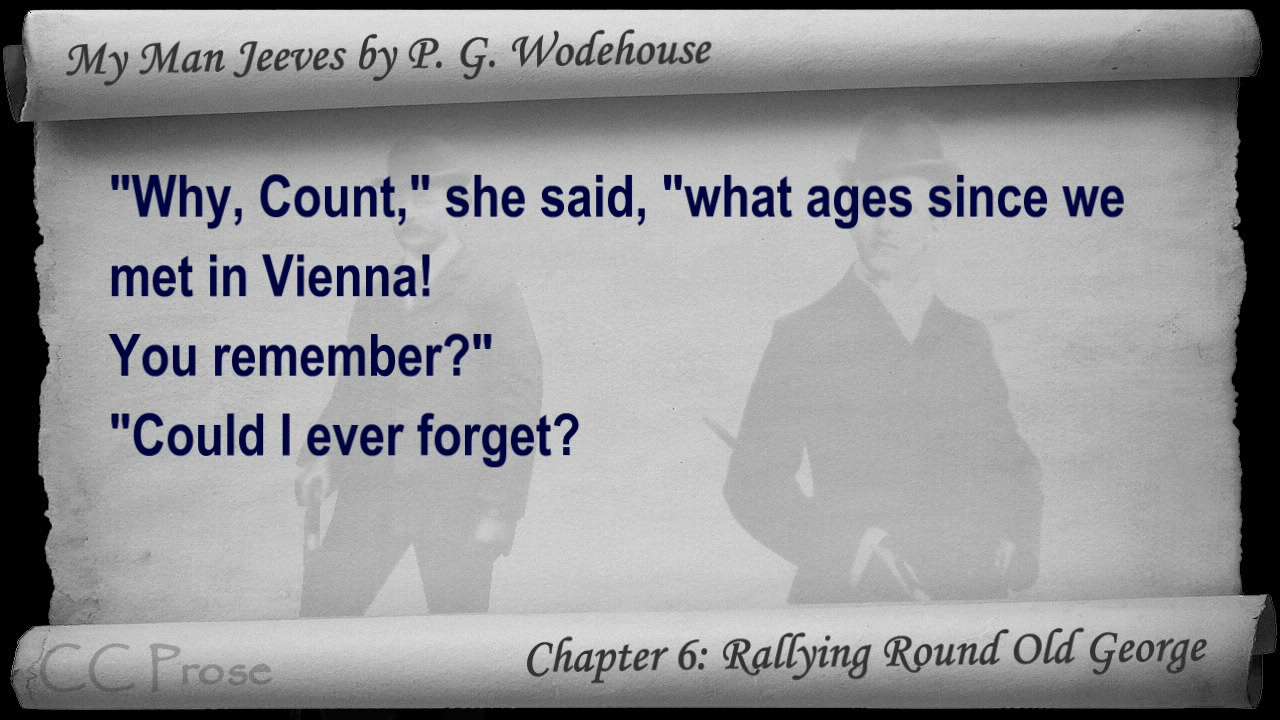 My Man Jeeves by P. G. Wodehouse
"Why, Count," she said, "what ages since we
met in Vienna!
You remember?"
"Could I ever forget?
CC Prose
Chapter 6: Rallying Round Old George